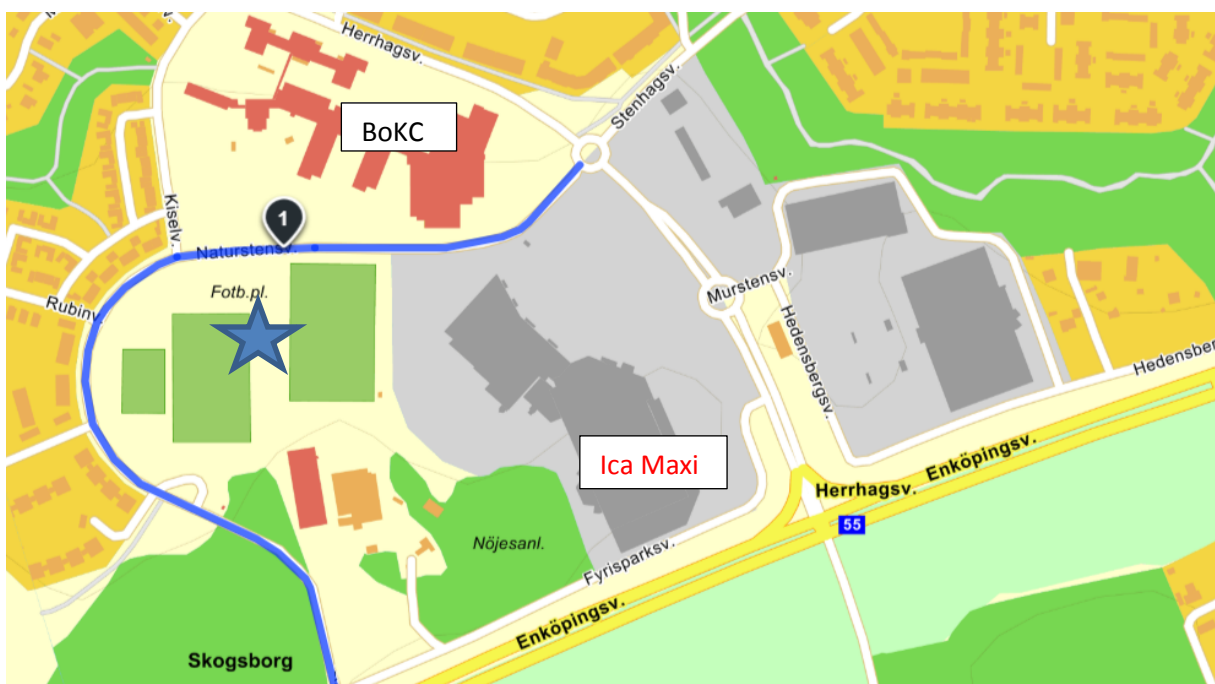 Herrhagsv.
Stenhagsv.
BoKC
Kiselv.
1
Naturstensv.
Fotb.pl.
Rubinv.
Murstensv.
Hedensbergsv.
Hedensberg
Ica Maxi
Enköpingsv.
Herrhagsv.
55
Nöjesanl.
Fyrisparksv.
Enköpingsv.
Skogsborg